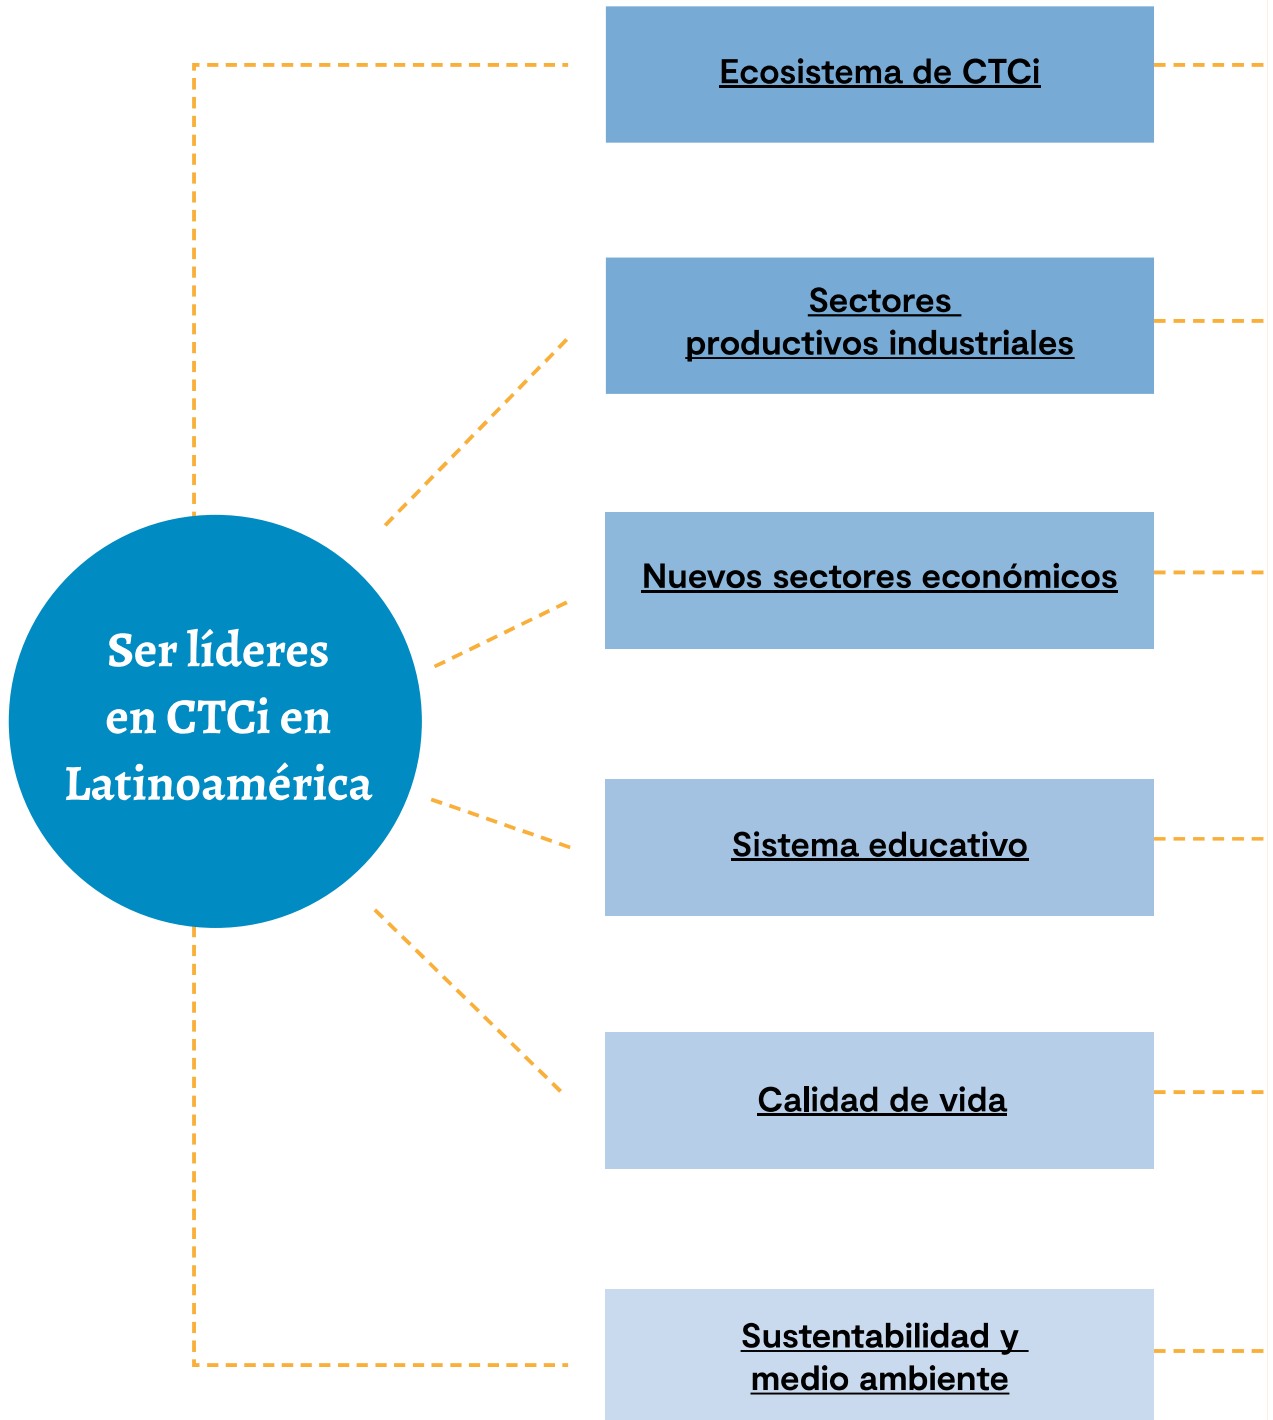 Ecosistema de CTCi
Sectores
productivos industriales
Nuevos sectores económicos
Ser líderes
en CTCi en
Latinoamérica
Sistema educativo
Calidad de vida
Sustentabilidad y
medio ambiente